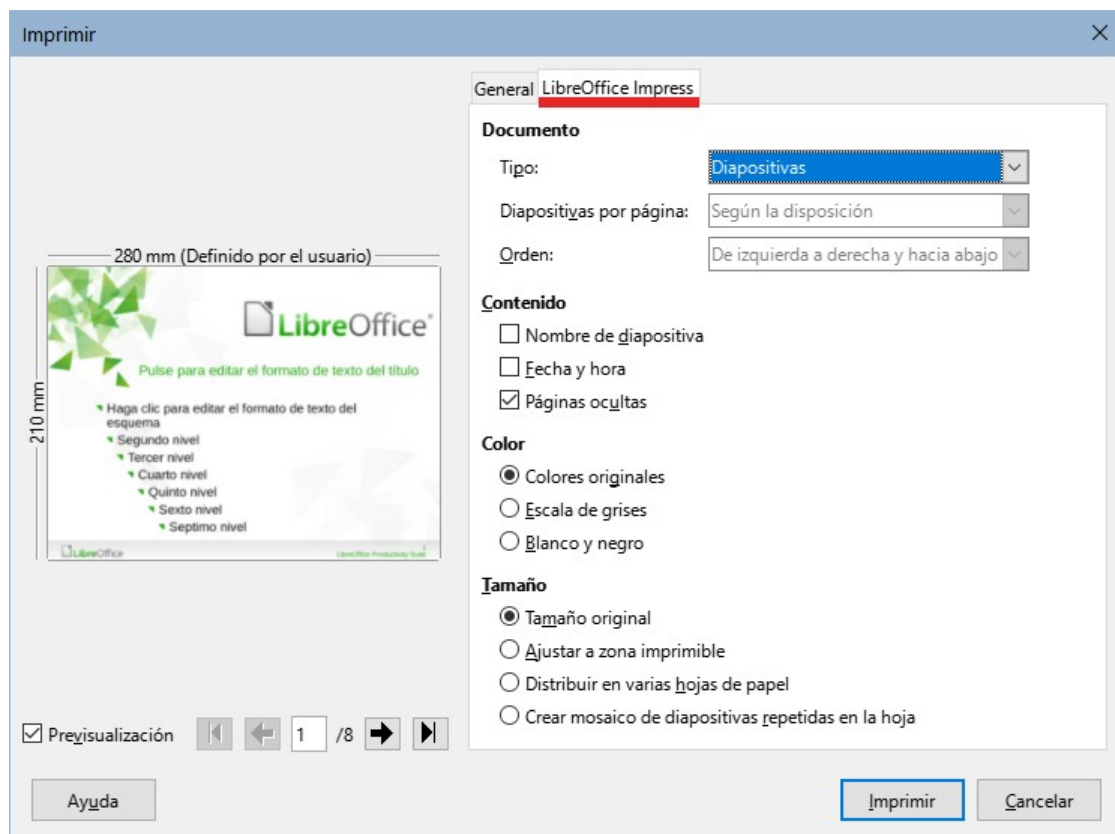 Imprimir
General
LibreOffice Impress
280 mm (Definido por el usuario)
210 mm
LibreOffice
Pulse para editar el formato de texto del título
Haga clic para editar el formato de texto del
esquema
Segundo nivel
Tercer nivel
Cuarto nivel
Quinto nivel
Sexto nivel
Septimo nivel
LibreOffice
LibreOffice Productivity Suite
Previsualización
1 /8
Documento
Tipo: Diapositivas
Diapositivas por página: Según la disposición
Orden: De izquierda a derecha y hacia abajo
Contenido
Nombre de diapositiva
Fecha y hora
Páginas ocultas
Color
Colores originales
Escala de grises
Blanco y negro
Tamaño
Tamaño original
Ajustar a zona imprimible
Distribuir en varias hojas de papel
Crear mosaico de diapositivas repetidas en la hoja
Ayuda
Imprimir
Cancelar